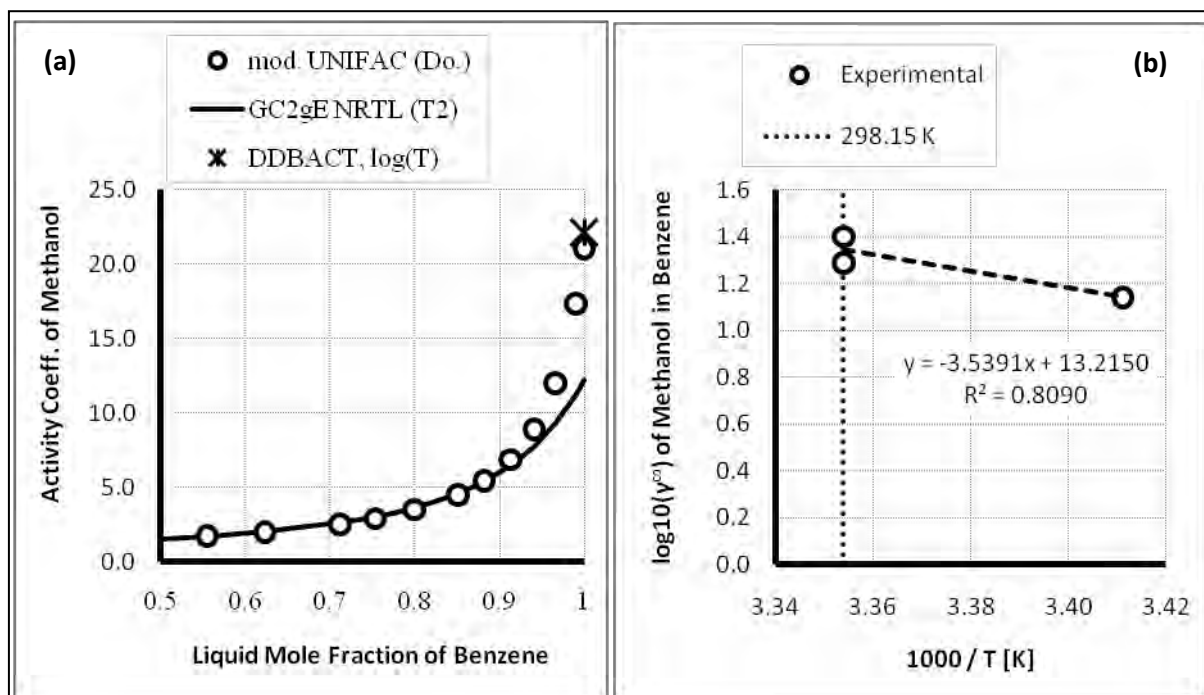 (a)
mod. UNIFAC (Do.)
GC2gE NRTL (T2)
DDBACT, log(T)
25.0
20.0
15.0
10.0
5.0
0.0
0.5
0.6
0.7
0.8
0.9
1
Activity Coeff. of Methanol
Liquid Mole Fraction of Benzene
(b)
Experimental
298.15 K
1.6
1.4
1.2
1.0
0.8
0.6
0.4
0.2
0.0
y = -3.5391x + 13.2150
R² = 0.8090
3.34
3.36
3.38
3.40
3.42
log10(γ∞) of Methanol in Benzene
1000 / T [K]